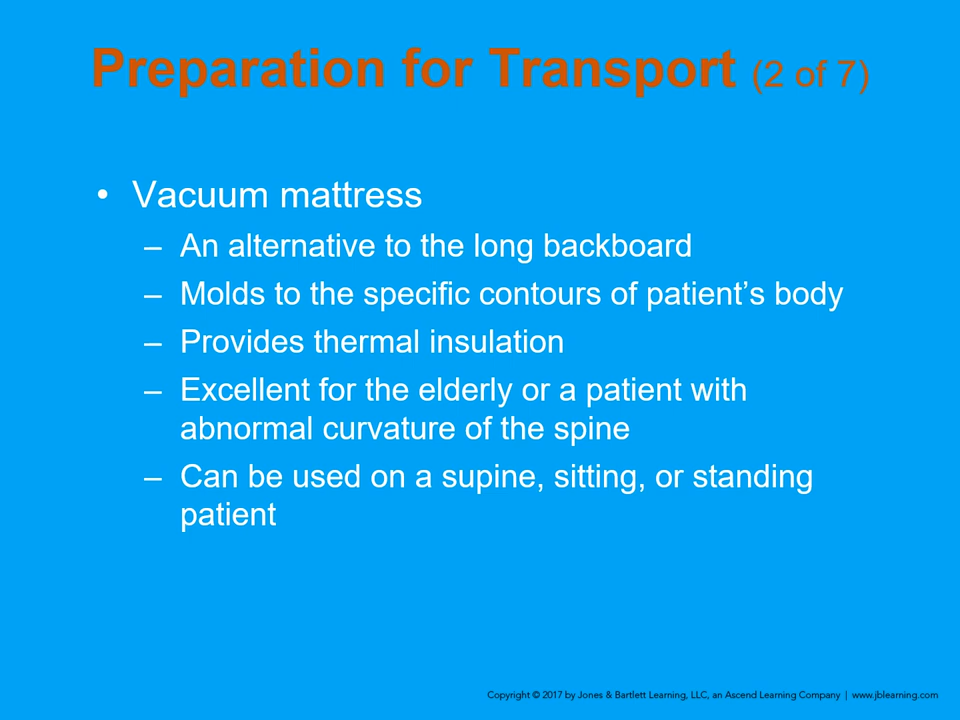 Preparation for Transport (2 of 7)
• Vacuum mattress
– An alternative to the long backboard
– Molds to the specific contours of patient’s body
– Provides thermal insulation
– Excellent for the elderly or a patient with
abnormal curvature of the spine
– Can be used on a supine, sitting, or standing
patient
Copyright © 2017 by Jones & Bartlett Learning, LLC, an Ascend Learning Company | www.jblearning.com